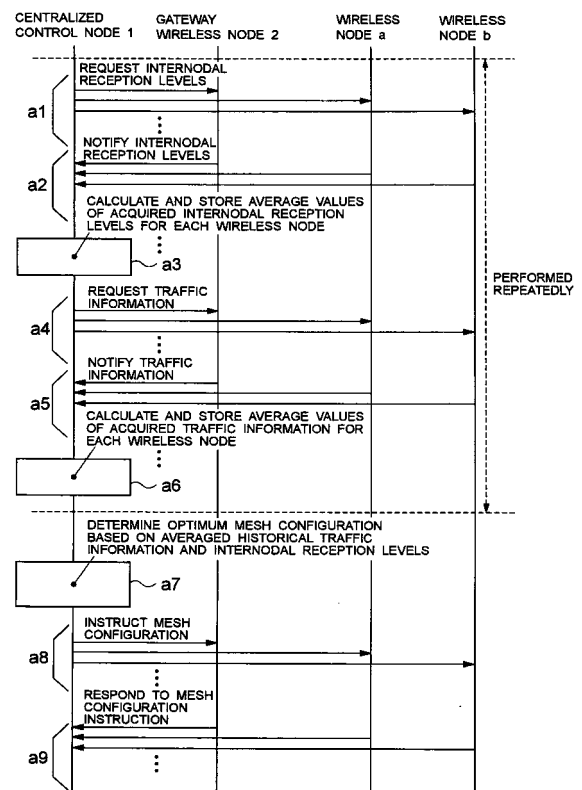 CENTRALIZED
CONTROL NODE 1
GATEWAY
WIRELESS NODE 2
WIRELESS
NODE a
WIRELESS
NODE b
REQUEST INTERNODAL
RECEPTION LEVELS
a1
NOTIFY INTERNODAL
RECEPTION LEVELS
a2
CALCULATE AND STORE AVERAGE VALUES
OF ACQUIRED INTERNODAL RECEPTION
LEVELS FOR EACH WIRELESS NODE
a3
PERFORMED
REPEATEDLY
REQUEST TRAFFIC
INFORMATION
a4
NOTIFY TRAFFIC
INFORMATION
a5
CALCULATE AND STORE AVERAGE VALUES
OF ACQUIRED TRAFFIC INFORMATION FOR
EACH WIRELESS NODE
a6
DETERMINE OPTIMUM MESH CONFIGURATION
BASED ON AVERAGED HISTORICAL TRAFFIC
INFORMATION AND INTERNODAL RECEPTION LEVELS
a7
INSTRUCT MESH
CONFIGURATION
a8
RESPOND TO MESH
CONFIGURATION
INSTRUCTION
a9